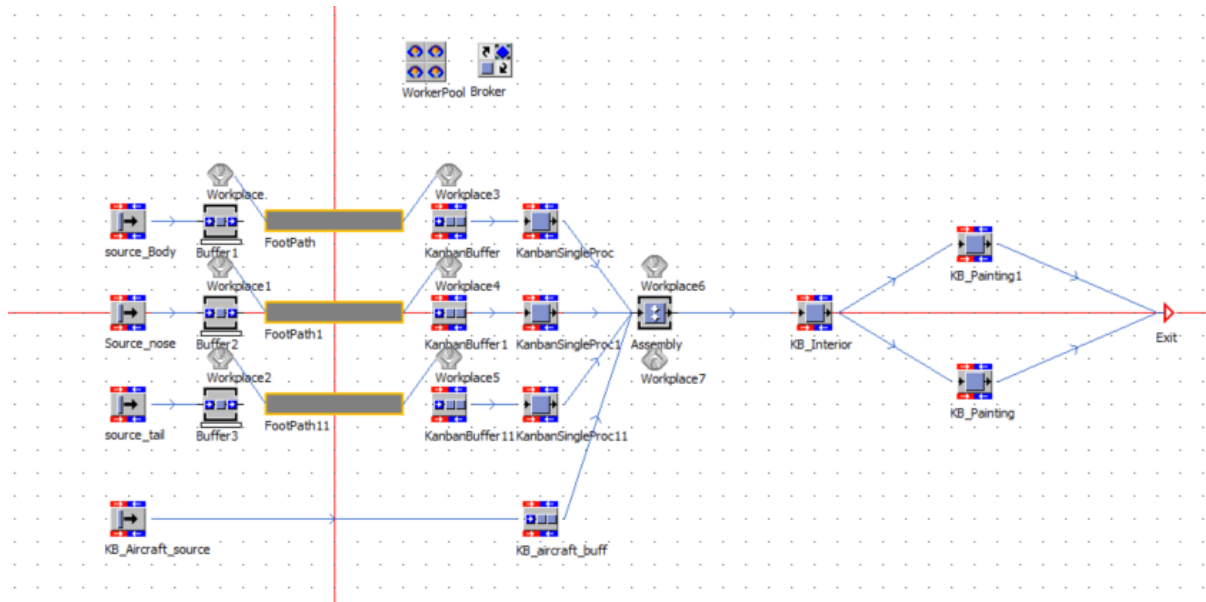 WorkerPool
Broker
Workplace.
Workplace3
source_Body
Buffer1
FootPath
KanbanBuffer
KanbanSingleProc
Workplace1
Workplace4
Workplace6
KB_Painting1
Source_nose
Buffer2
FootPath1
KanbanBuffer1
KanbanSingleProc1
Assembly
KB_Interior
Exit
Workplace2
Workplace5
Workplace7
source_tail
Buffer3
FootPath11
KanbanBuffer11
KanbanSingleProc11
KB_Painting
KB_Aircraft_source
KB_aircraft_buff